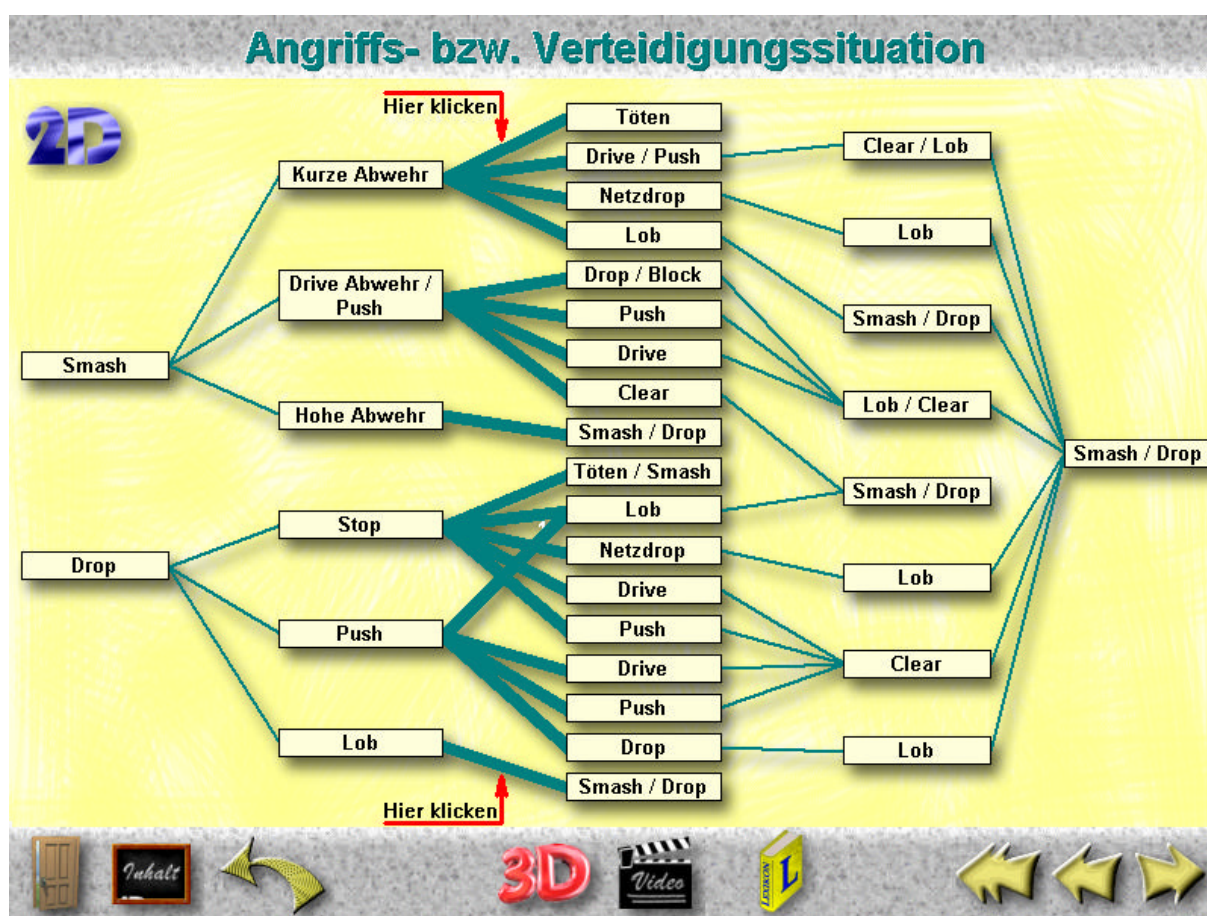 Angriffs- bzw. Verteidigungssituation
2D
Hier klicken
Smash
Drop
Kurze Abwehr
Drive Abwehr /
Push
Hohe Abwehr
Stop
Push
Lob
Töten
Drive / Push
Netzdrop
Lob
Drop / Block
Push
Drive
Clear
Smash / Drop
Töten / Smash
Lob
Netzdrop
Drive
Push
Drive
Push
Drop
Smash / Drop
Clear / Lob
Lob
Smash / Drop
Lob / Clear
Smash / Drop
Lob
Clear
Lob
Smash / Drop
Hier klicken
Inhalt
3D
Video
LEXIKON
L